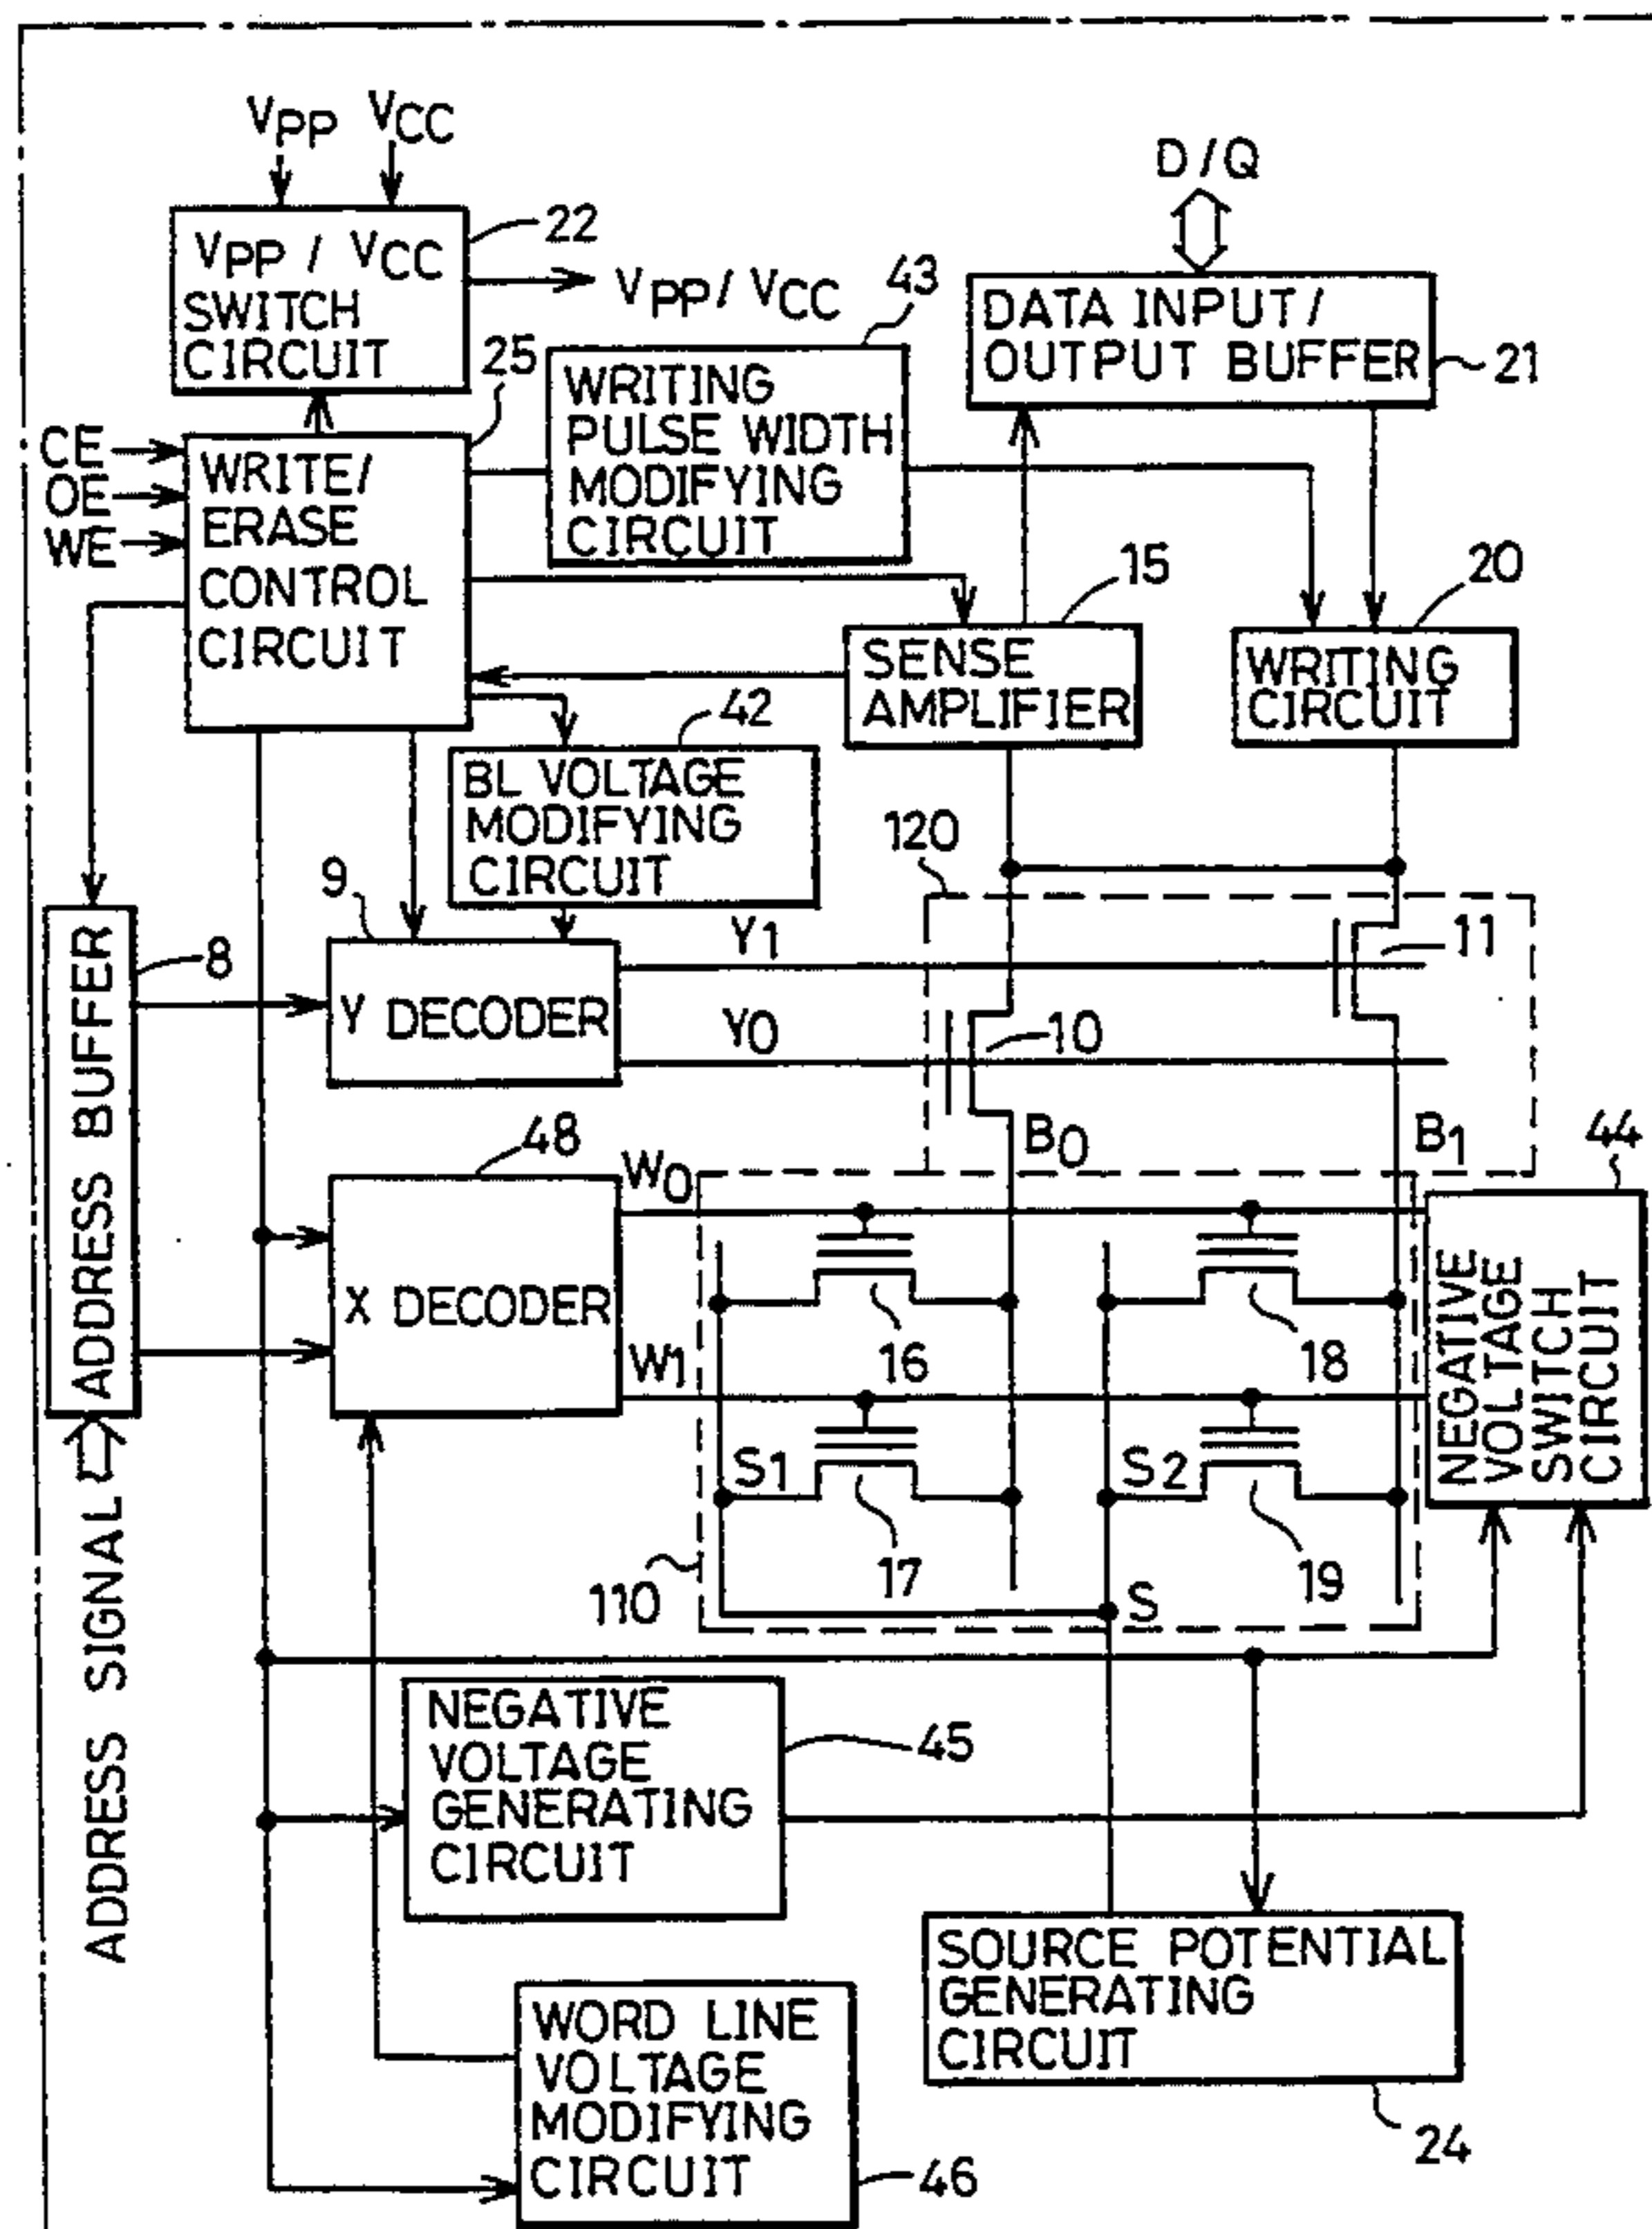 VPP VCC
D/Q
VPP / VCC
SWITCH
CIRCUIT
22
VPP/ VCC
43
DATA INPUT/
OUTPUT BUFFER
21
25
WRITING
PULSE WIDTH
MODIFYING
CIRCUIT
CE
OE
WE
WRITE/
ERASE
CONTROL
CIRCUIT
15
20
SENSE
AMPLIFIER
WRITING
CIRCUIT
42
BL VOLTAGE
MODIFYING
CIRCUIT
120
9
Y1
11
8
ADDRESS BUFFER
Y DECODER
Y0
10
B0
B1
44
48
W0
X DECODER
16
18
NEGATIVE
VOLTAGE
SWITCH
CIRCUIT
W1
S1
S2
17
19
110
S
ADDRESS SIGNAL
NEGATIVE
VOLTAGE
GENERATING
CIRCUIT
45
SOURCE POTENTIAL
GENERATING
CIRCUIT
24
WORD LINE
VOLTAGE
MODIFYING
CIRCUIT
46